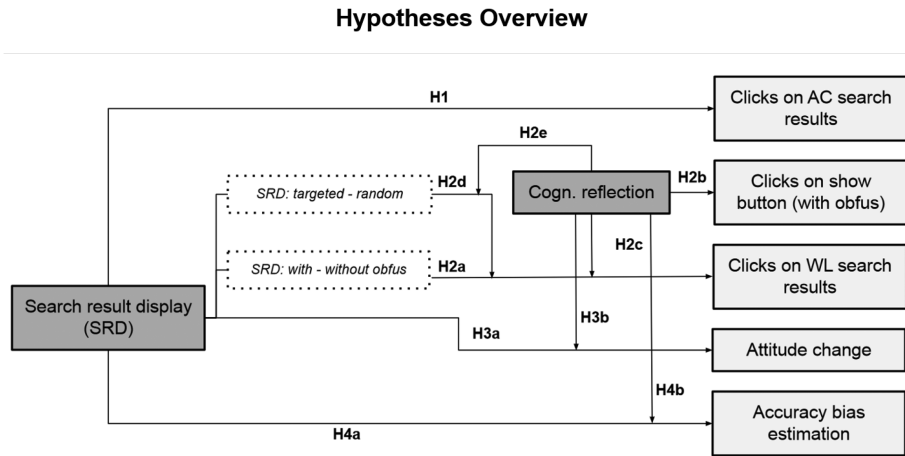 Hypotheses Overview
H1
Clicks on AC search
results
H2e
SRD: targeted - random
H2d
Cogn. reflection
H2b
Clicks on show
button (with obfus)
H2c
SRD: with - without obfus
H2a
Clicks on WL search
results
Search result display
(SRD)
H3a
H3b
Attitude change
H4a
H4b
Accuracy bias
estimation